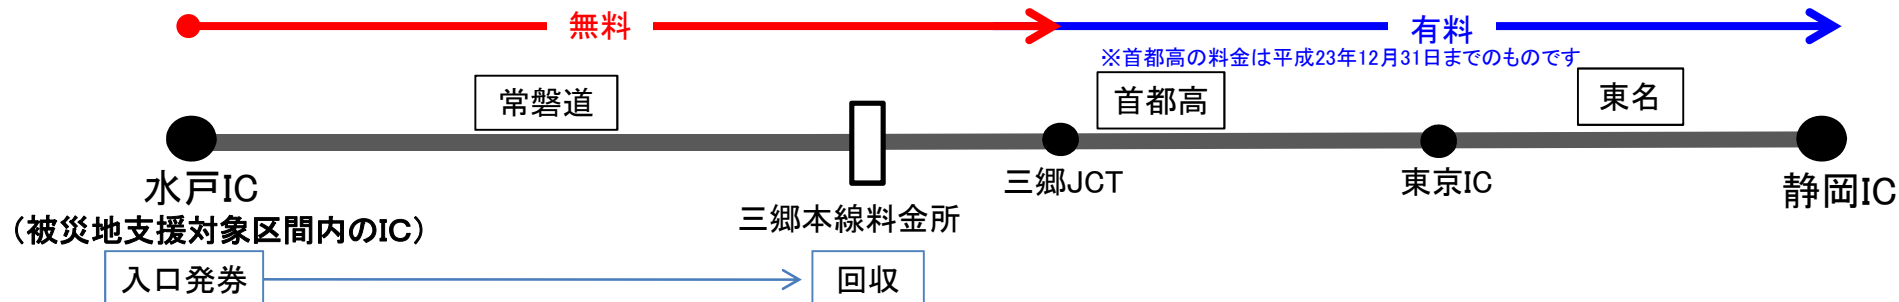 無料
有料
※首都高の料金は平成23年12月31日までのものです
常磐道
首都高
東名
水戸IC
(被災地支援対象区間内のIC)
三郷本線料金所
三郷JCT
東京IC
静岡IC
入口発券
回収